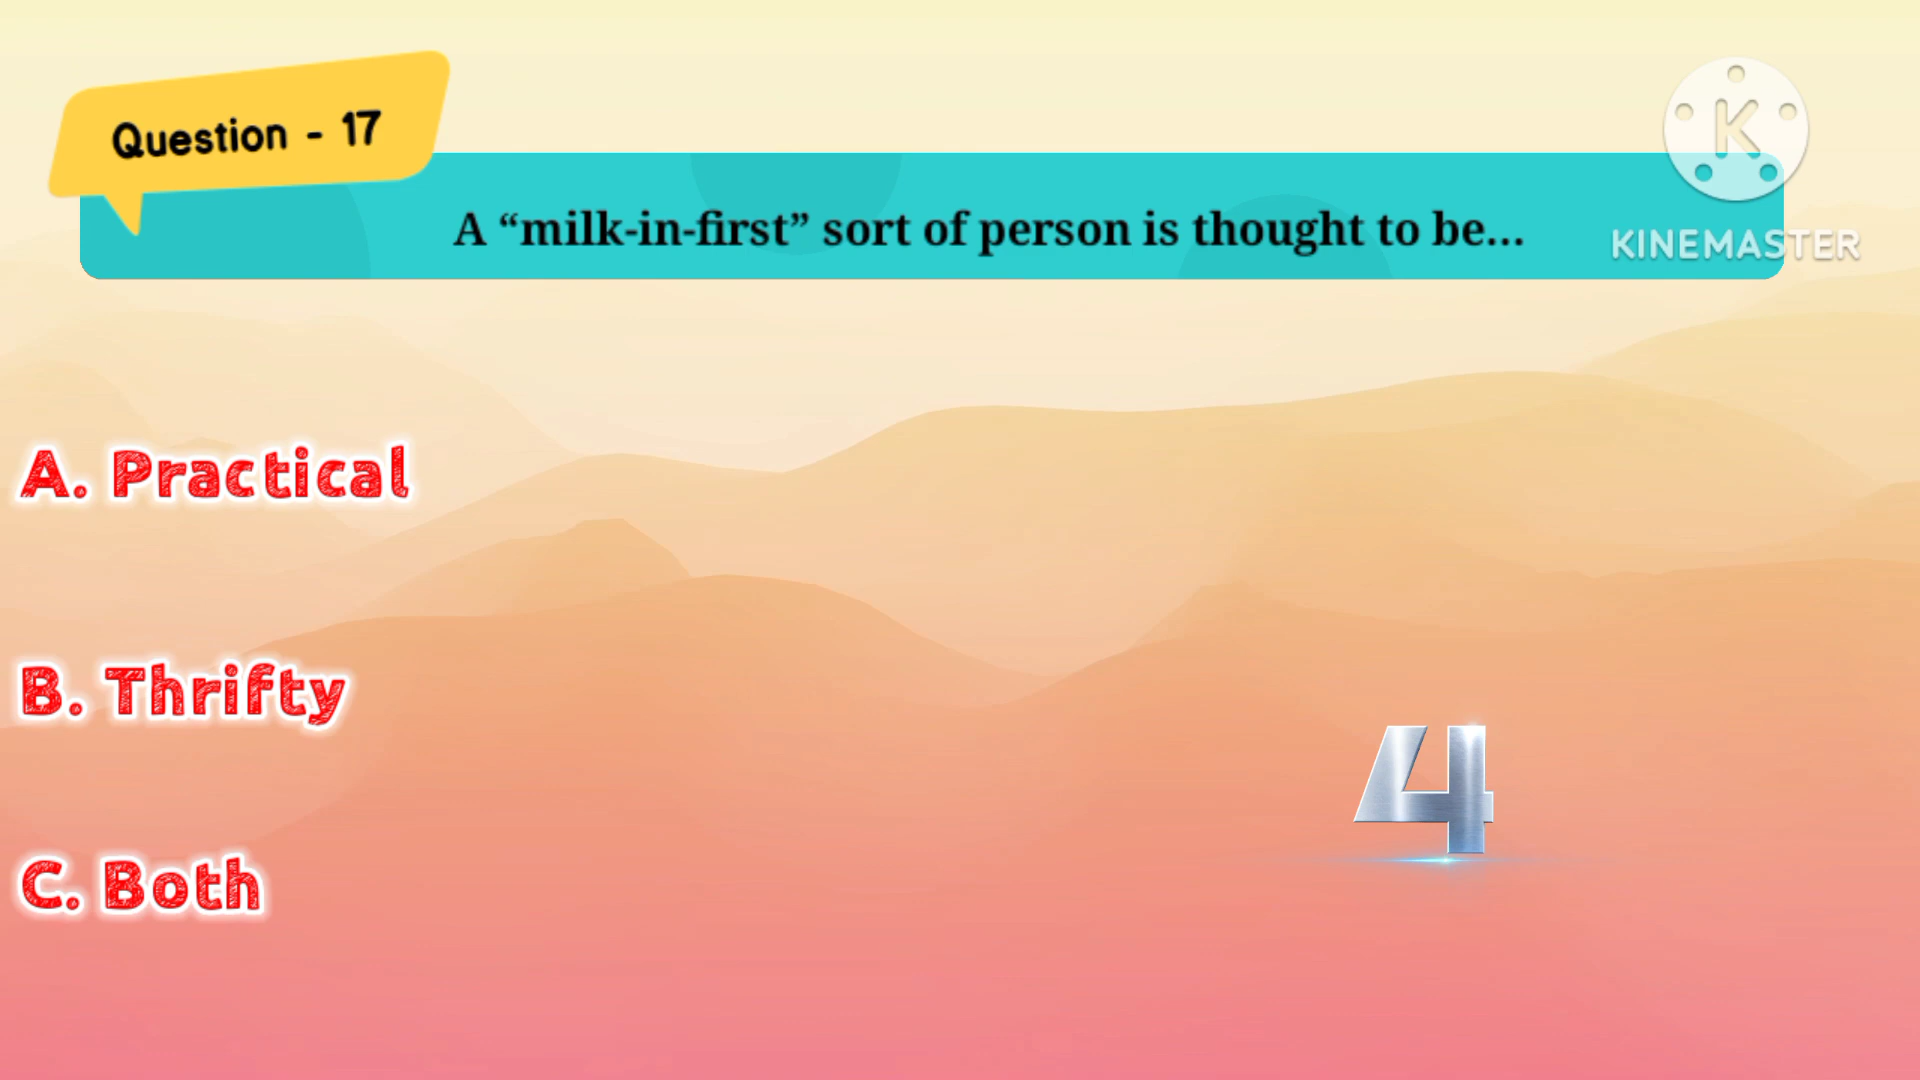 Question - 17
A “milk-in-first” sort of person is thought to be...
K
KINEMASTER
A. Practical
B. Thrifty
4
C. Both